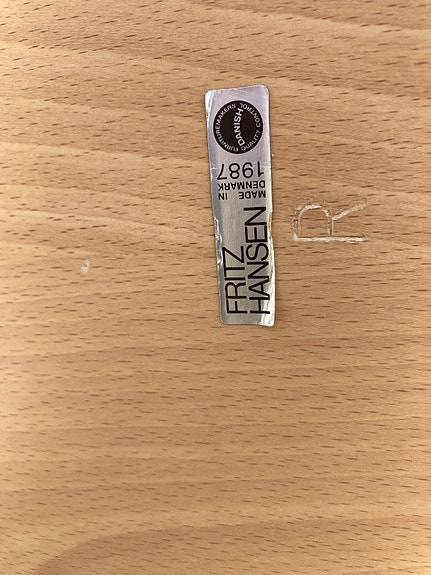 FRITZ
HANSEN
MADE IN
DENMARK
1987
FURNITUREMAKERS'
DANISH
QUALITY CONTROL
R